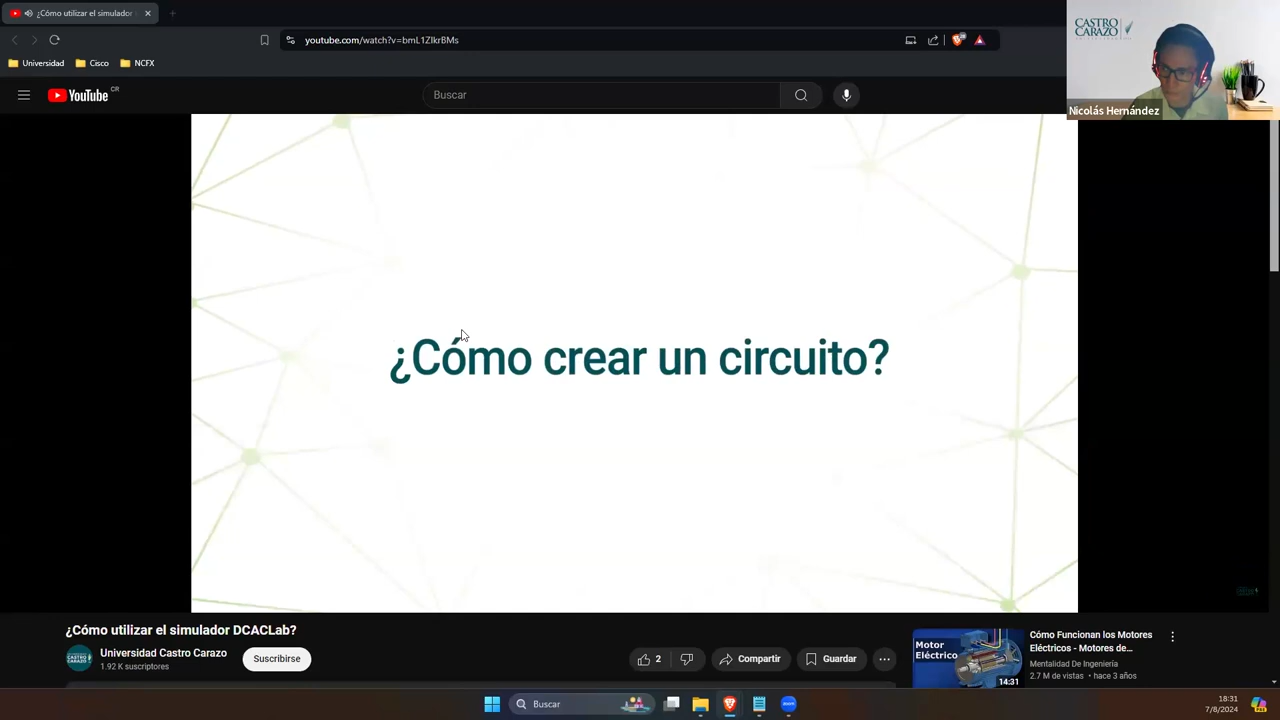 ¿Cómo utilizar el simulador
youtube.com/watch?v=bmL1ZlkrBMs
Universidad
Cisco
NCFX
CASTRO
CARAZO
Nicolás Hernández
YouTube
CR
Buscar
¿Cómo crear un circuito?
¿Cómo utilizar el simulador DCACLab?
Universidad Castro Carazo
1.92 K suscriptores
Suscribirse
2
Compartir
Guardar
Motor
Eléctrico
14:31
Cómo Funcionan los Motores
Eléctricos - Motores de...
Mentalidad De Ingeniería
2.7 M de vistas • hace 3 años
Buscar
zoom
18:31
7/8/2024